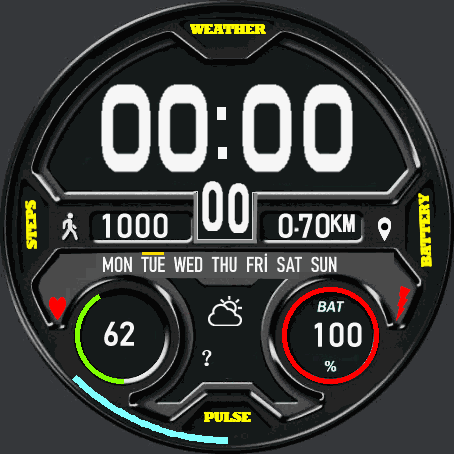 WEATHER
00:00
00
STEPS
1000
0.70KM
BATTERY
MON TUE WED THU FRİ SAT SUN
62
?
BAT
100
%
PULSE